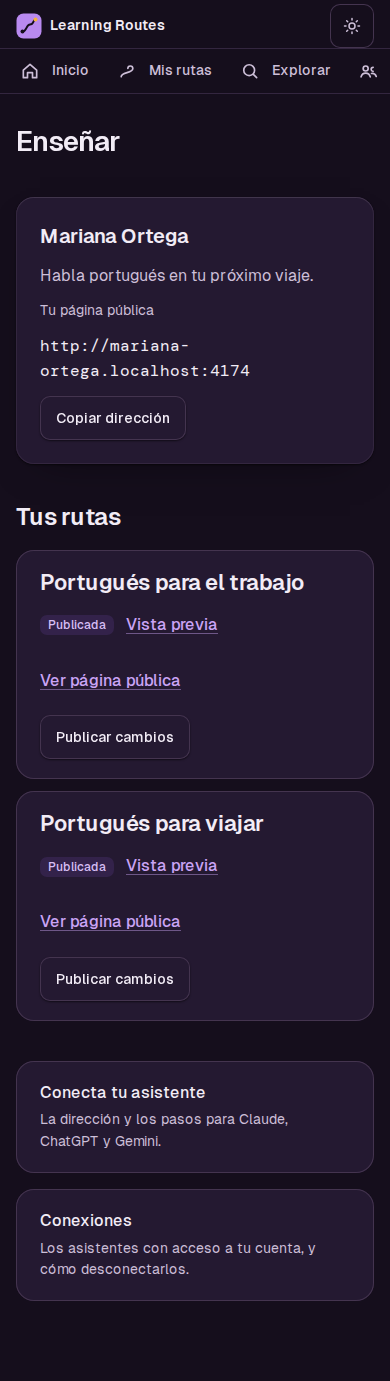 Learning Routes
Inicio
Mis rutas
Explorar
Enseñar
Mariana Ortega
Habla portugués en tu próximo viaje.
Tu página pública
http://mariana-
ortega.localhost:4174
Copiar dirección
Tus rutas
Portugués para el trabajo
Publicada Vista previa
Ver página pública
Publicar cambios
Portugués para viajar
Publicada Vista previa
Ver página pública
Publicar cambios
Conecta tu asistente
La dirección y los pasos para Claude,
ChatGPT y Gemini.
Conexiones
Los asistentes con acceso a tu cuenta, y
cómo desconectarlos.